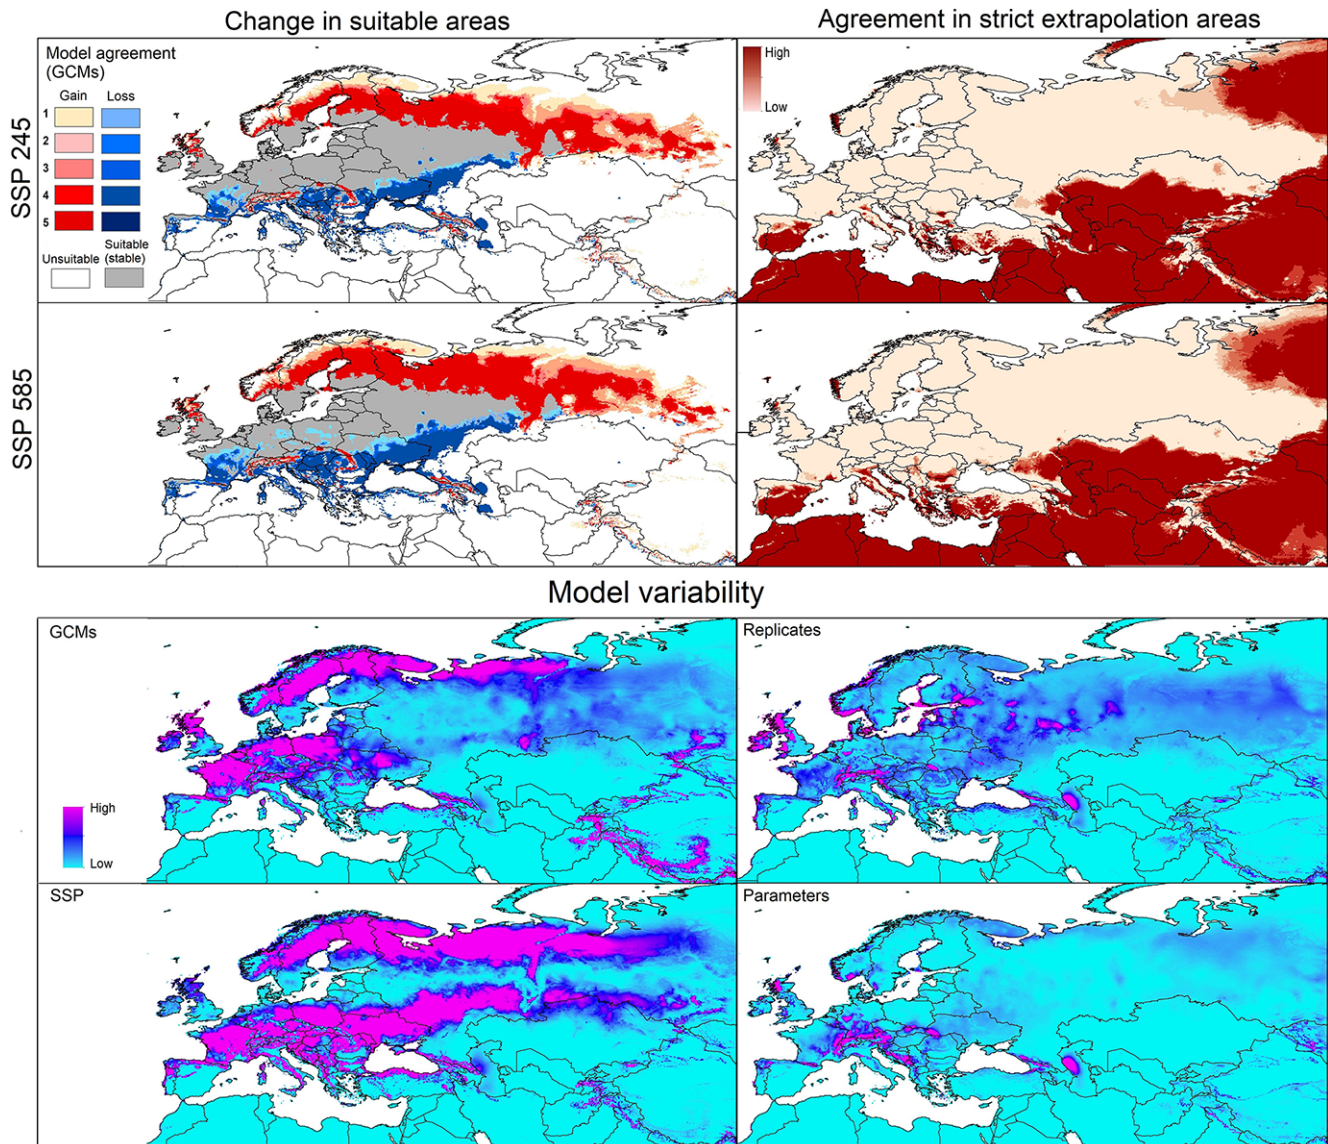 Change in suitable areas
Agreement in strict extrapolation areas
SSP 245
Model agreement
(GCMs)
Gain Loss
1
2
3
4
5
Unsuitable
Suitable
(stable)
High
Low
SSP 585
Model variability
GCMs
High
Low
Replicates
SSP
Parameters